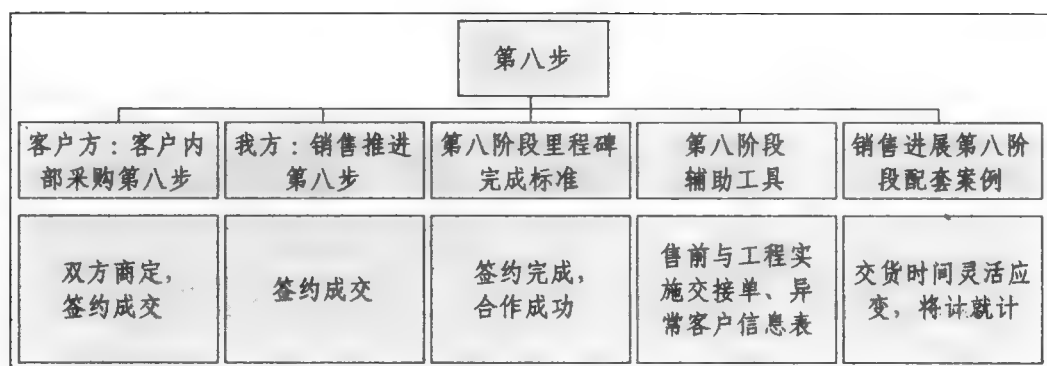 第八步
客户方：客户内
部采购第八步
我方：销售推进
第八步
第八阶段里程碑
完成标准
第八阶段
辅助工具
销售进展第八阶
段配套案例
双方商定，
签约成交
签约成交
签约完成，
合作成功
售前与工程实
施交接单、异
常客户信息表
交货时间灵活应
变，将计就计